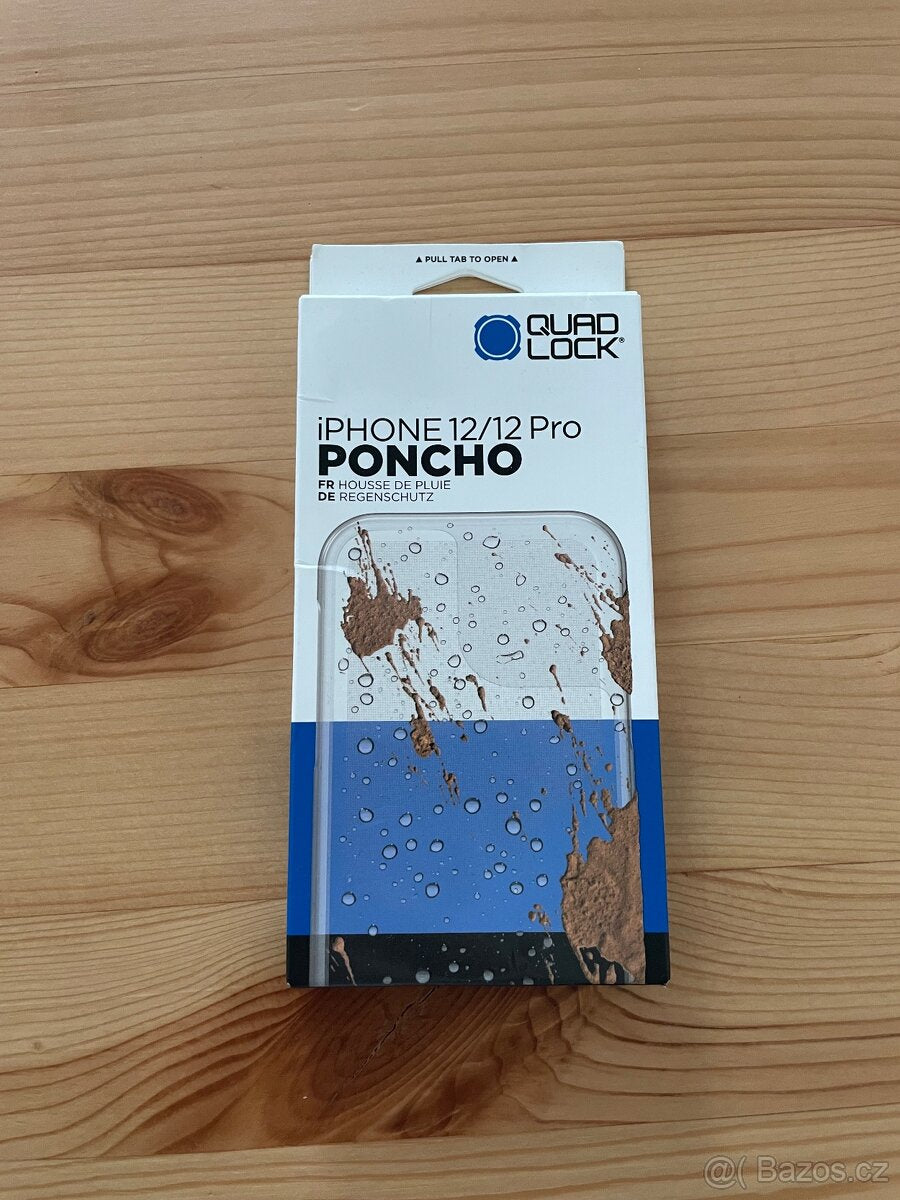 ▲ PULL TAB TO OPEN ▲
QUAD
LOCK®
iPHONE 12/12 Pro
PONCHO
FR HOUSSE DE PLUIE
DE REGENSCHUTZ
@( Bazos.cz